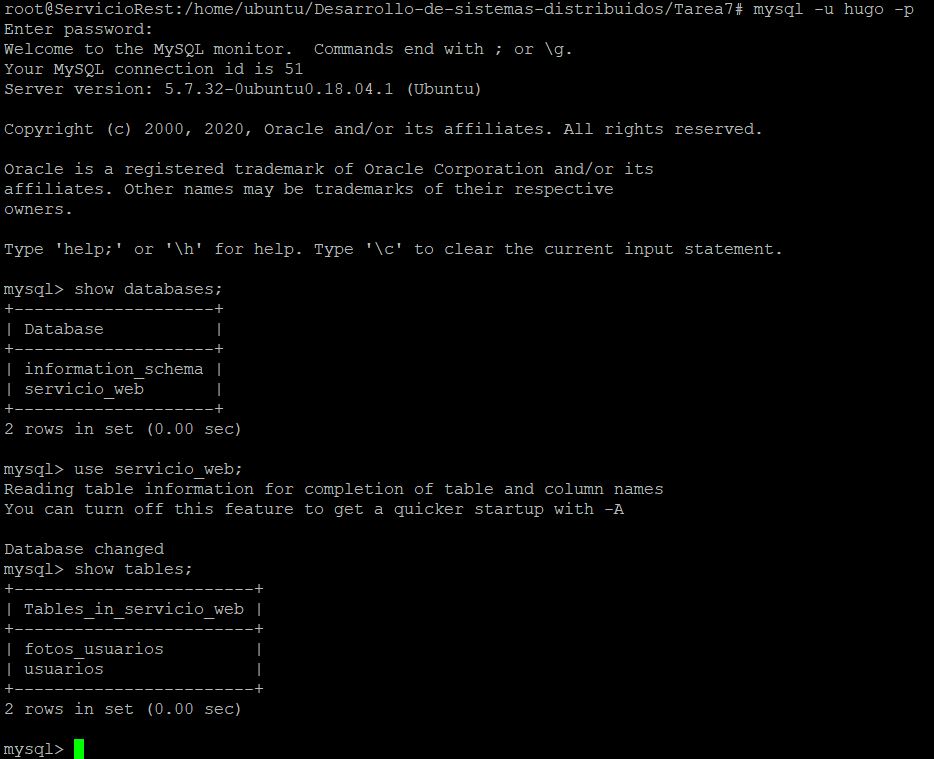 root@ServicioRest:/home/ubuntu/Desarrollo-de-sistemas-distribuidos/Tarea7# mysql -u hugo -p
Enter password:
Welcome to the MySQL monitor.  Commands end with ; or \g.
Your MySQL connection id is 51
Server version: 5.7.32-0ubuntu0.18.04.1 (Ubuntu)

Copyright (c) 2000, 2020, Oracle and/or its affiliates. All rights reserved.

Oracle is a registered trademark of Oracle Corporation and/or its
affiliates. Other names may be trademarks of their respective
owners.

Type 'help;' or '\h' for help. Type '\c' to clear the current input statement.

mysql> show databases;
+--------------------+
| Database           |
+--------------------+
| information_schema |
| servicio_web       |
+--------------------+
2 rows in set (0.00 sec)

mysql> use servicio_web;
Reading table information for completion of table and column names
You can turn off this feature to get a quicker startup with -A

Database changed
mysql> show tables;
+------------------------+
| Tables_in_servicio_web |
+------------------------+
| fotos_usuarios         |
| usuarios               |
+------------------------+
2 rows in set (0.00 sec)

mysql>